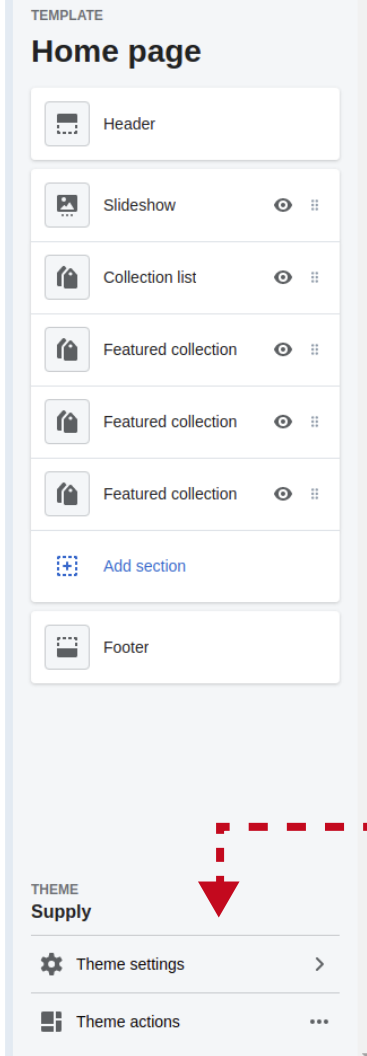 TEMPLATE
Home page
Header
Slideshow
Collection list
Featured collection
Featured collection
Featured collection
Add section
Footer
THEME
Supply
Theme settings
Theme actions